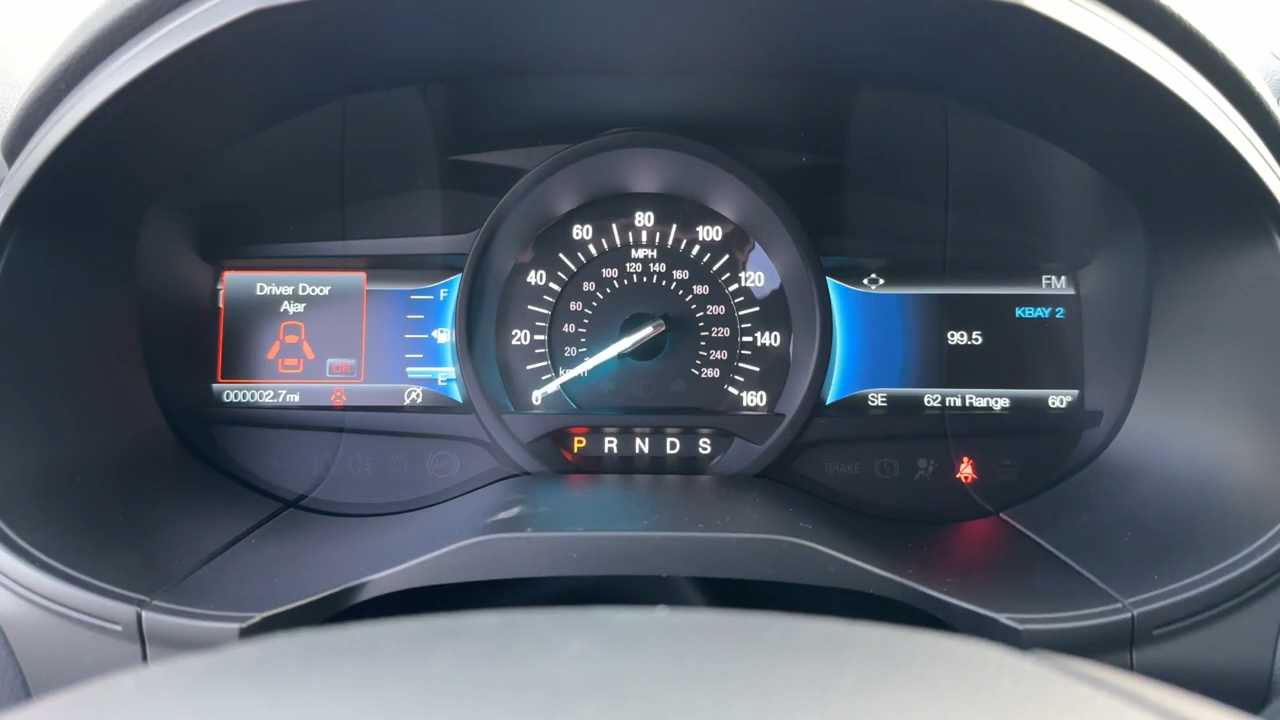 Driver Door
Ajar
OK
F
E
000002.7mi
0
20
40
60
80
100
120
140
160
MPH
km/h
20
40
60
80
100
120
140
160
180
200
220
240
260
P R N D S
FM
KBAY 2
99.5
SE
62 mi Range
60°
BRAKE
ABS